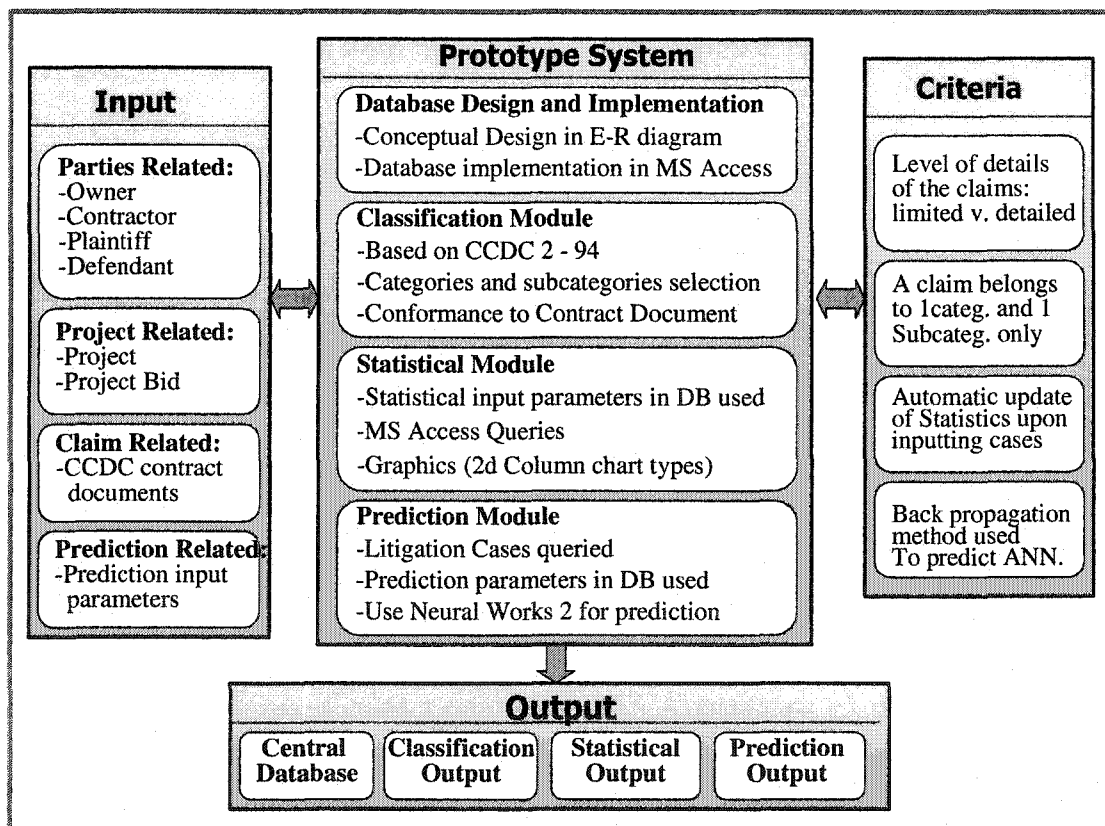 Input
Parties Related:
-Owner
-Contractor
-Plaintiff
-Defendant
Project Related:
-Project
-Project Bid
Claim Related:
-CCDC contract
documents
Prediction Related:
-Prediction input
parameters
Prototype System
Database Design and Implementation
-Conceptual Design in E-R diagram
-Database implementation in MS Access
Classification Module
-Based on CCDC 2 - 94
-Categories and subcategories selection
-Conformance to Contract Document
Statistical Module
-Statistical input parameters in DB used
-MS Access Queries
-Graphics (2d Column chart types)
Prediction Module
-Litigation Cases queried
-Prediction parameters in DB used
-Use Neural Works 2 for prediction
Criteria
Level of details
of the claims:
limited v. detailed
A claim belongs
to 1categ. and 1
Subcateg. only
Automatic update
of Statistics upon
inputting cases
Back propagation
method used
To predict ANN.
Output
Central
Database
Classification
Output
Statistical
Output
Prediction
Output